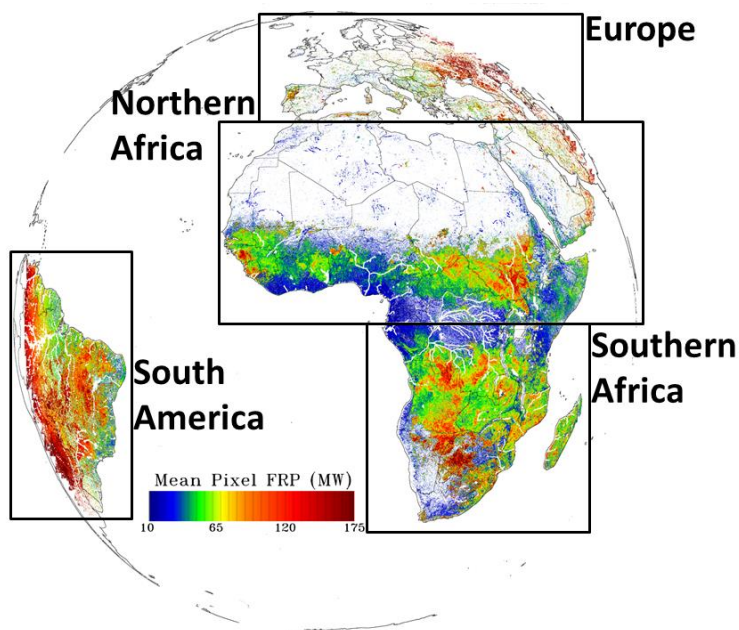 Europe
Northern
Africa
Southern
Africa
South
America
Mean Pixel FRP (MW)
10 65 120 175